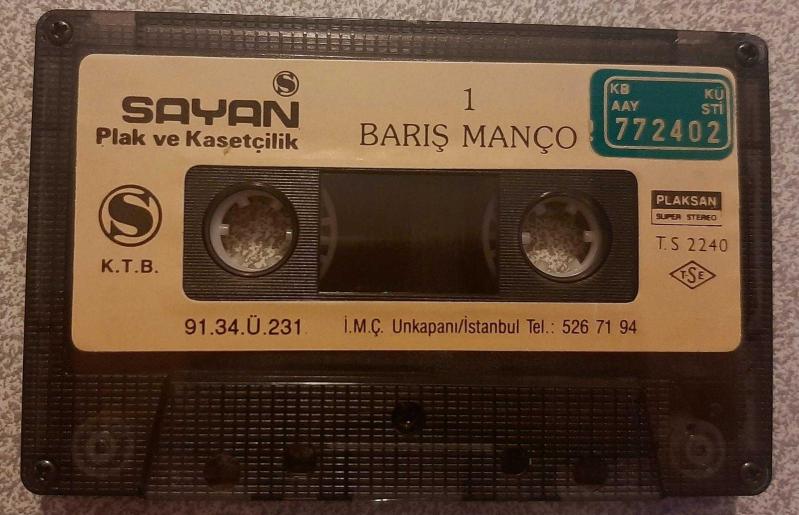 S
SAYAN
Plak ve Kasetçilik
1
BARIŞ MANÇO
KB KÜ
AAY STİ
772402
S
K.T.B.
PLAKSAN
SUPER STEREO
T.S 2240
TSE
91.34.Ü.231
İ.M.Ç. Unkapanı/İstanbul Tel.: 526 71 94